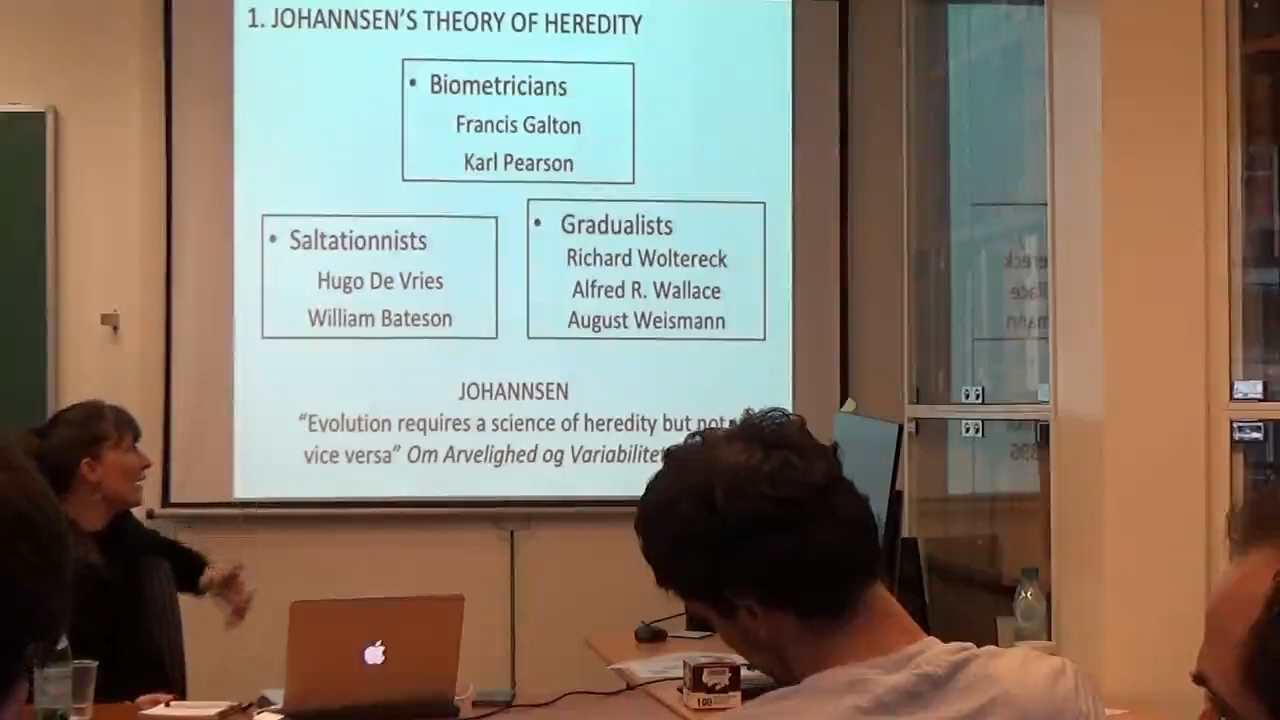 1. JOHANNSEN'S THEORY OF HEREDITY
• Biometricians
Francis Galton
Karl Pearson
• Saltationnists
Hugo De Vries
William Bateson
• Gradualists
Richard Woltereck
Alfred R. Wallace
August Weismann
JOHANNSEN
“Evolution requires a science of heredity but not
vice versa” Om Arvelighed og Variabilitet
100